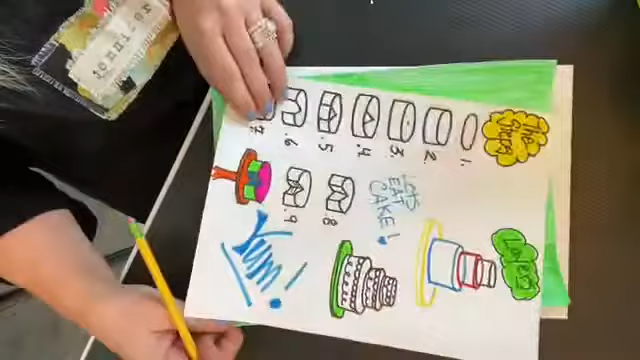 The
Steps
1.
2.
3.
4.
5.
6.
7.
8.
9.
LET'S
EAT
CAKE!
Layers
Yum!